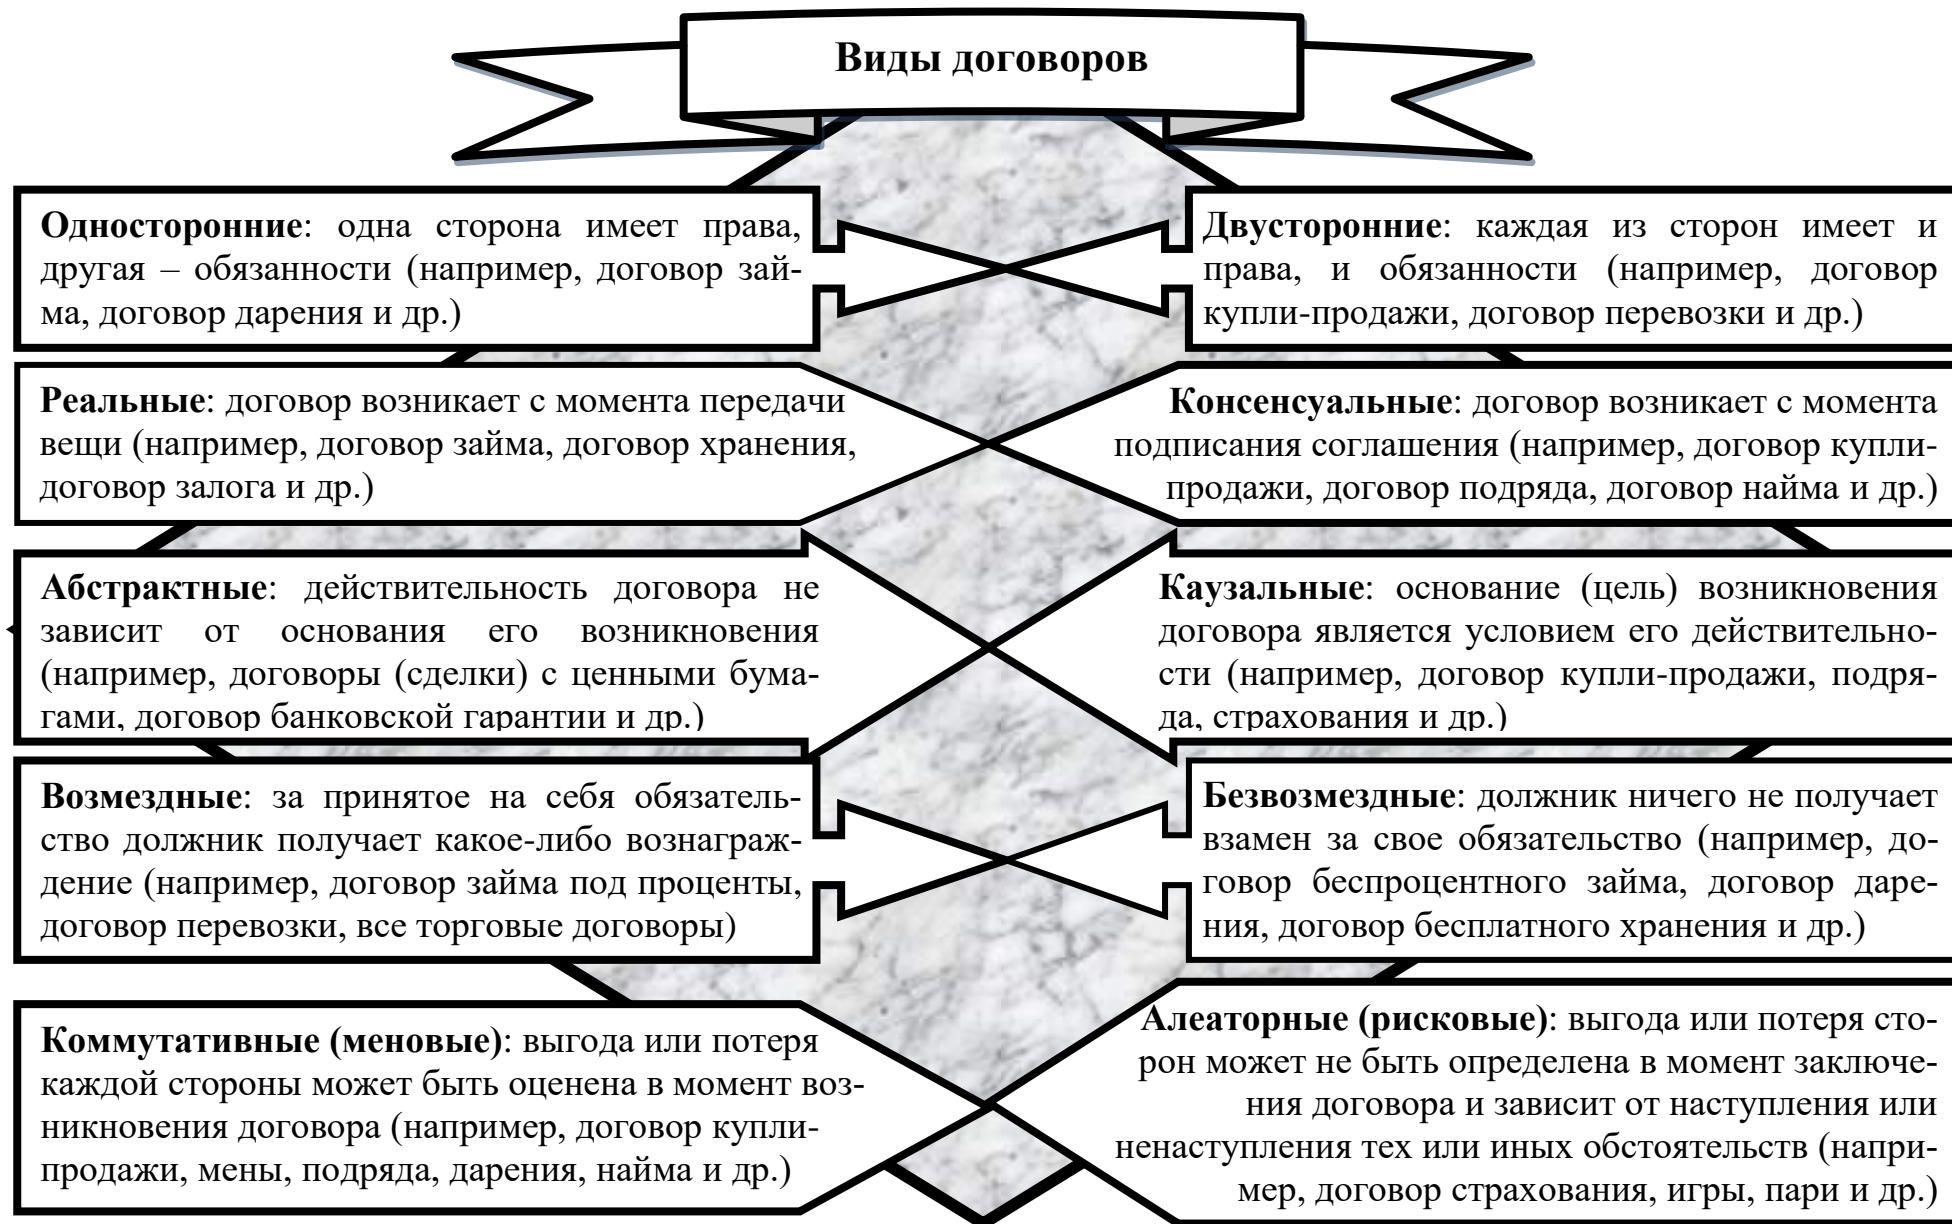 Виды договоров
Односторонние: одна сторона имеет права,
другая – обязанности (например, договор зай-
ма, договор дарения и др.)
Двусторонние: каждая из сторон имеет и
права, и обязанности (например, договор
купли-продажи, договор перевозки и др.)
Реальные: договор возникает с момента передачи
вещи (например, договор займа, договор хранения,
договор залога и др.)
Консенсуальные: договор возникает с момента
подписания соглашения (например, договор купли-
продажи, договор подряда, договор найма и др.)
Абстрактные: действительность договора не
зависит от основания его возникновения
(например, договоры (сделки) с ценными бума-
гами, договор банковской гарантии и др.)
Каузальные: основание (цель) возникновения
договора является условием его действительно-
сти (например, договор купли-продажи, подря-
да, страхования и др.)
Возмездные: за принятое на себя обязатель-
ство должник получает какое-либо вознаграж-
дение (например, договор займа под проценты,
договор перевозки, все торговые договоры)
Безвозмездные: должник ничего не получает
взамен за свое обязательство (например, до-
говор беспроцентного займа, договор даре-
ния, договор бесплатного хранения и др.)
Коммутативные (меновые): выгода или потеря
каждой стороны может быть оценена в момент воз-
никновения договора (например, договор купли-
продажи, мены, подряда, дарения, найма и др.)
Алеаторные (рисковые): выгода или потеря сто-
рон может не быть определена в момент заключе-
ния договора и зависит от наступления или
ненаступления тех или иных обстоятельств (напри-
мер, договор страхования, игры, пари и др.)